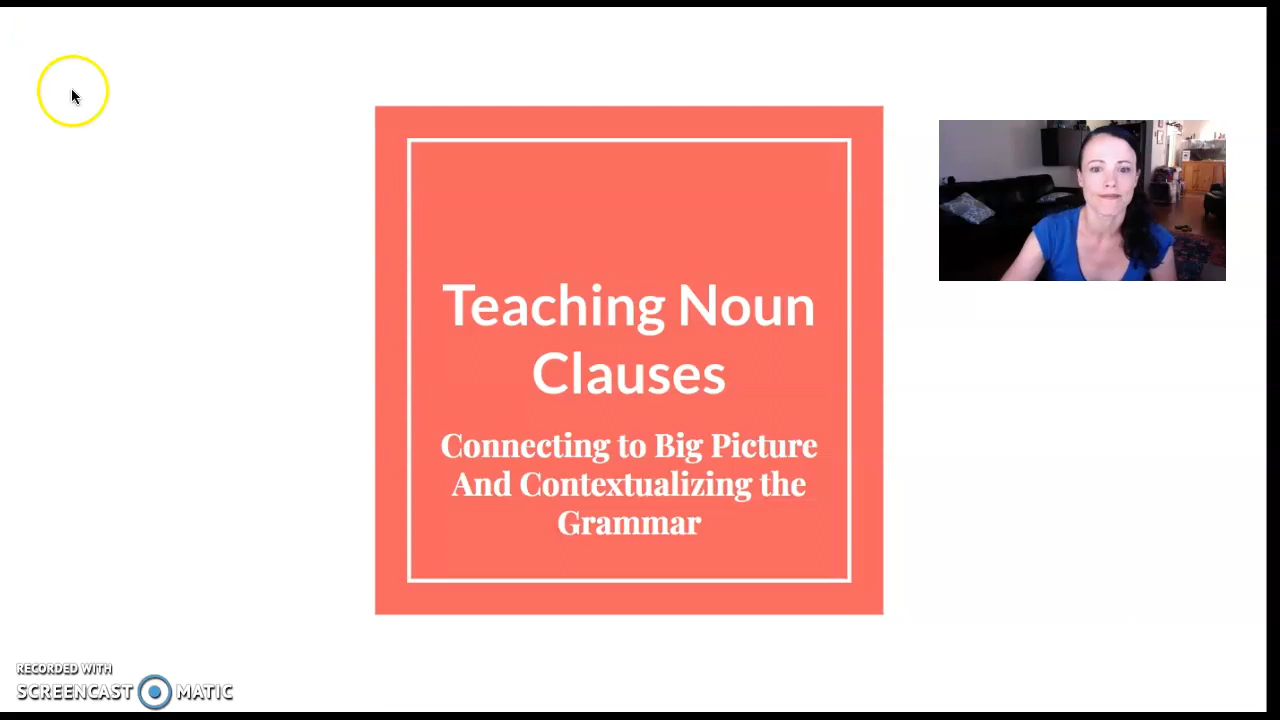 Teaching Noun
Clauses
Connecting to Big Picture
And Contextualizing the
Grammar
RECORDED WITH
SCREENCAST MATIC